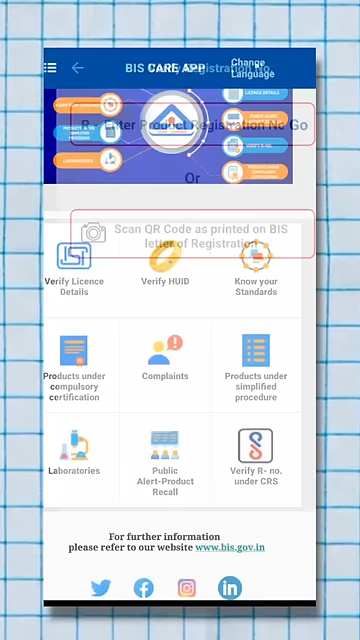 BIS CARE APP
Change
Language
R - Enter Product Registration No Go
Or
Scan QR Code as printed on BIS
letter of Registration
Verify Licence
Details
Verify HUID
Know your
Standards
Products under
compulsory
certification
Complaints
Products under
simplified
procedure
Laboratories
Public
Alert-Product
Recall
Verify R- no.
under CRS
For further information
please refer to our website www.bis.gov.in